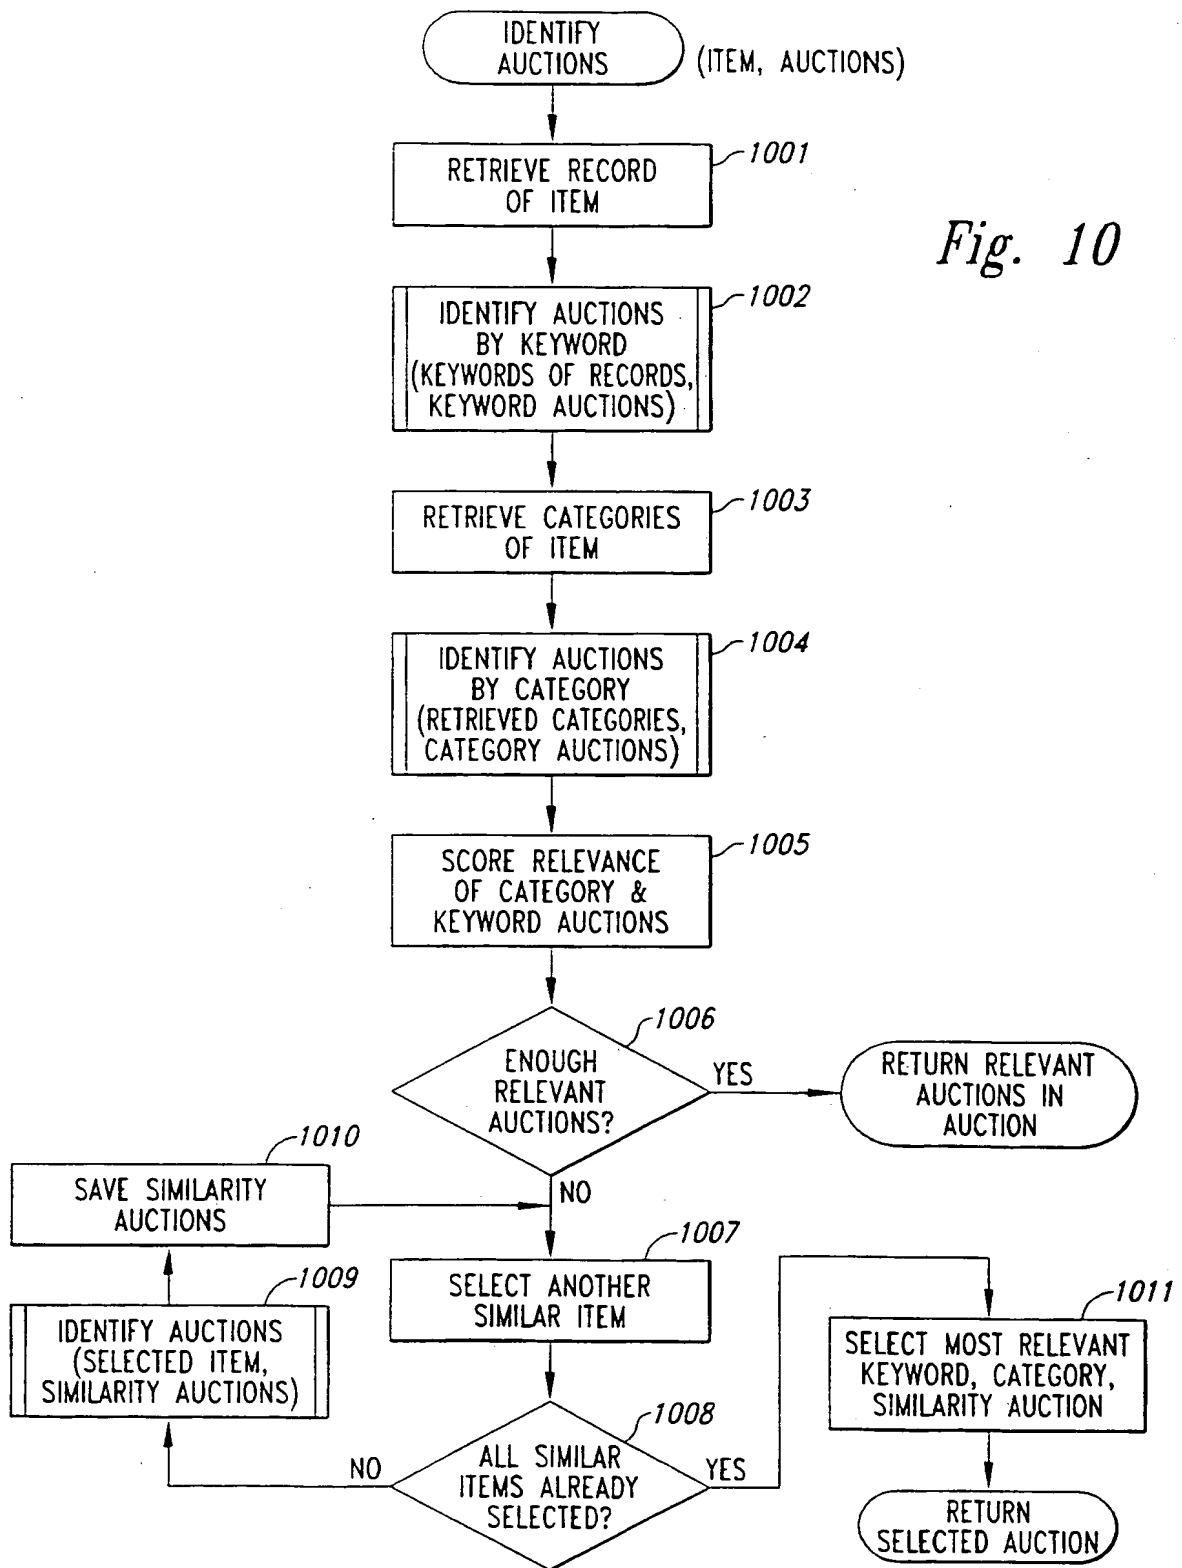 IDENTIFY
AUCTIONS
(ITEM, AUCTIONS)
1001
RETRIEVE RECORD
OF ITEM
Fig. 10
1002
IDENTIFY AUCTIONS
BY KEYWORD
(KEYWORDS OF RECORDS,
KEYWORD AUCTIONS)
1003
RETRIEVE CATEGORIES
OF ITEM
1004
IDENTIFY AUCTIONS
BY CATEGORY
(RETRIEVED CATEGORIES,
CATEGORY AUCTIONS)
1005
SCORE RELEVANCE
OF CATEGORY &
KEYWORD AUCTIONS
1006
ENOUGH
RELEVANT
AUCTIONS?
YES
RETURN RELEVANT
AUCTIONS IN
AUCTION
NO
1010
SAVE SIMILARITY
AUCTIONS
1007
SELECT ANOTHER
SIMILAR ITEM
1009
IDENTIFY AUCTIONS
(SELECTED ITEM,
SIMILARITY AUCTIONS)
1008
ALL SIMILAR
ITEMS ALREADY
SELECTED?
NO
YES
1011
SELECT MOST RELEVANT
KEYWORD, CATEGORY,
SIMILARITY AUCTION
RETURN
SELECTED AUCTION